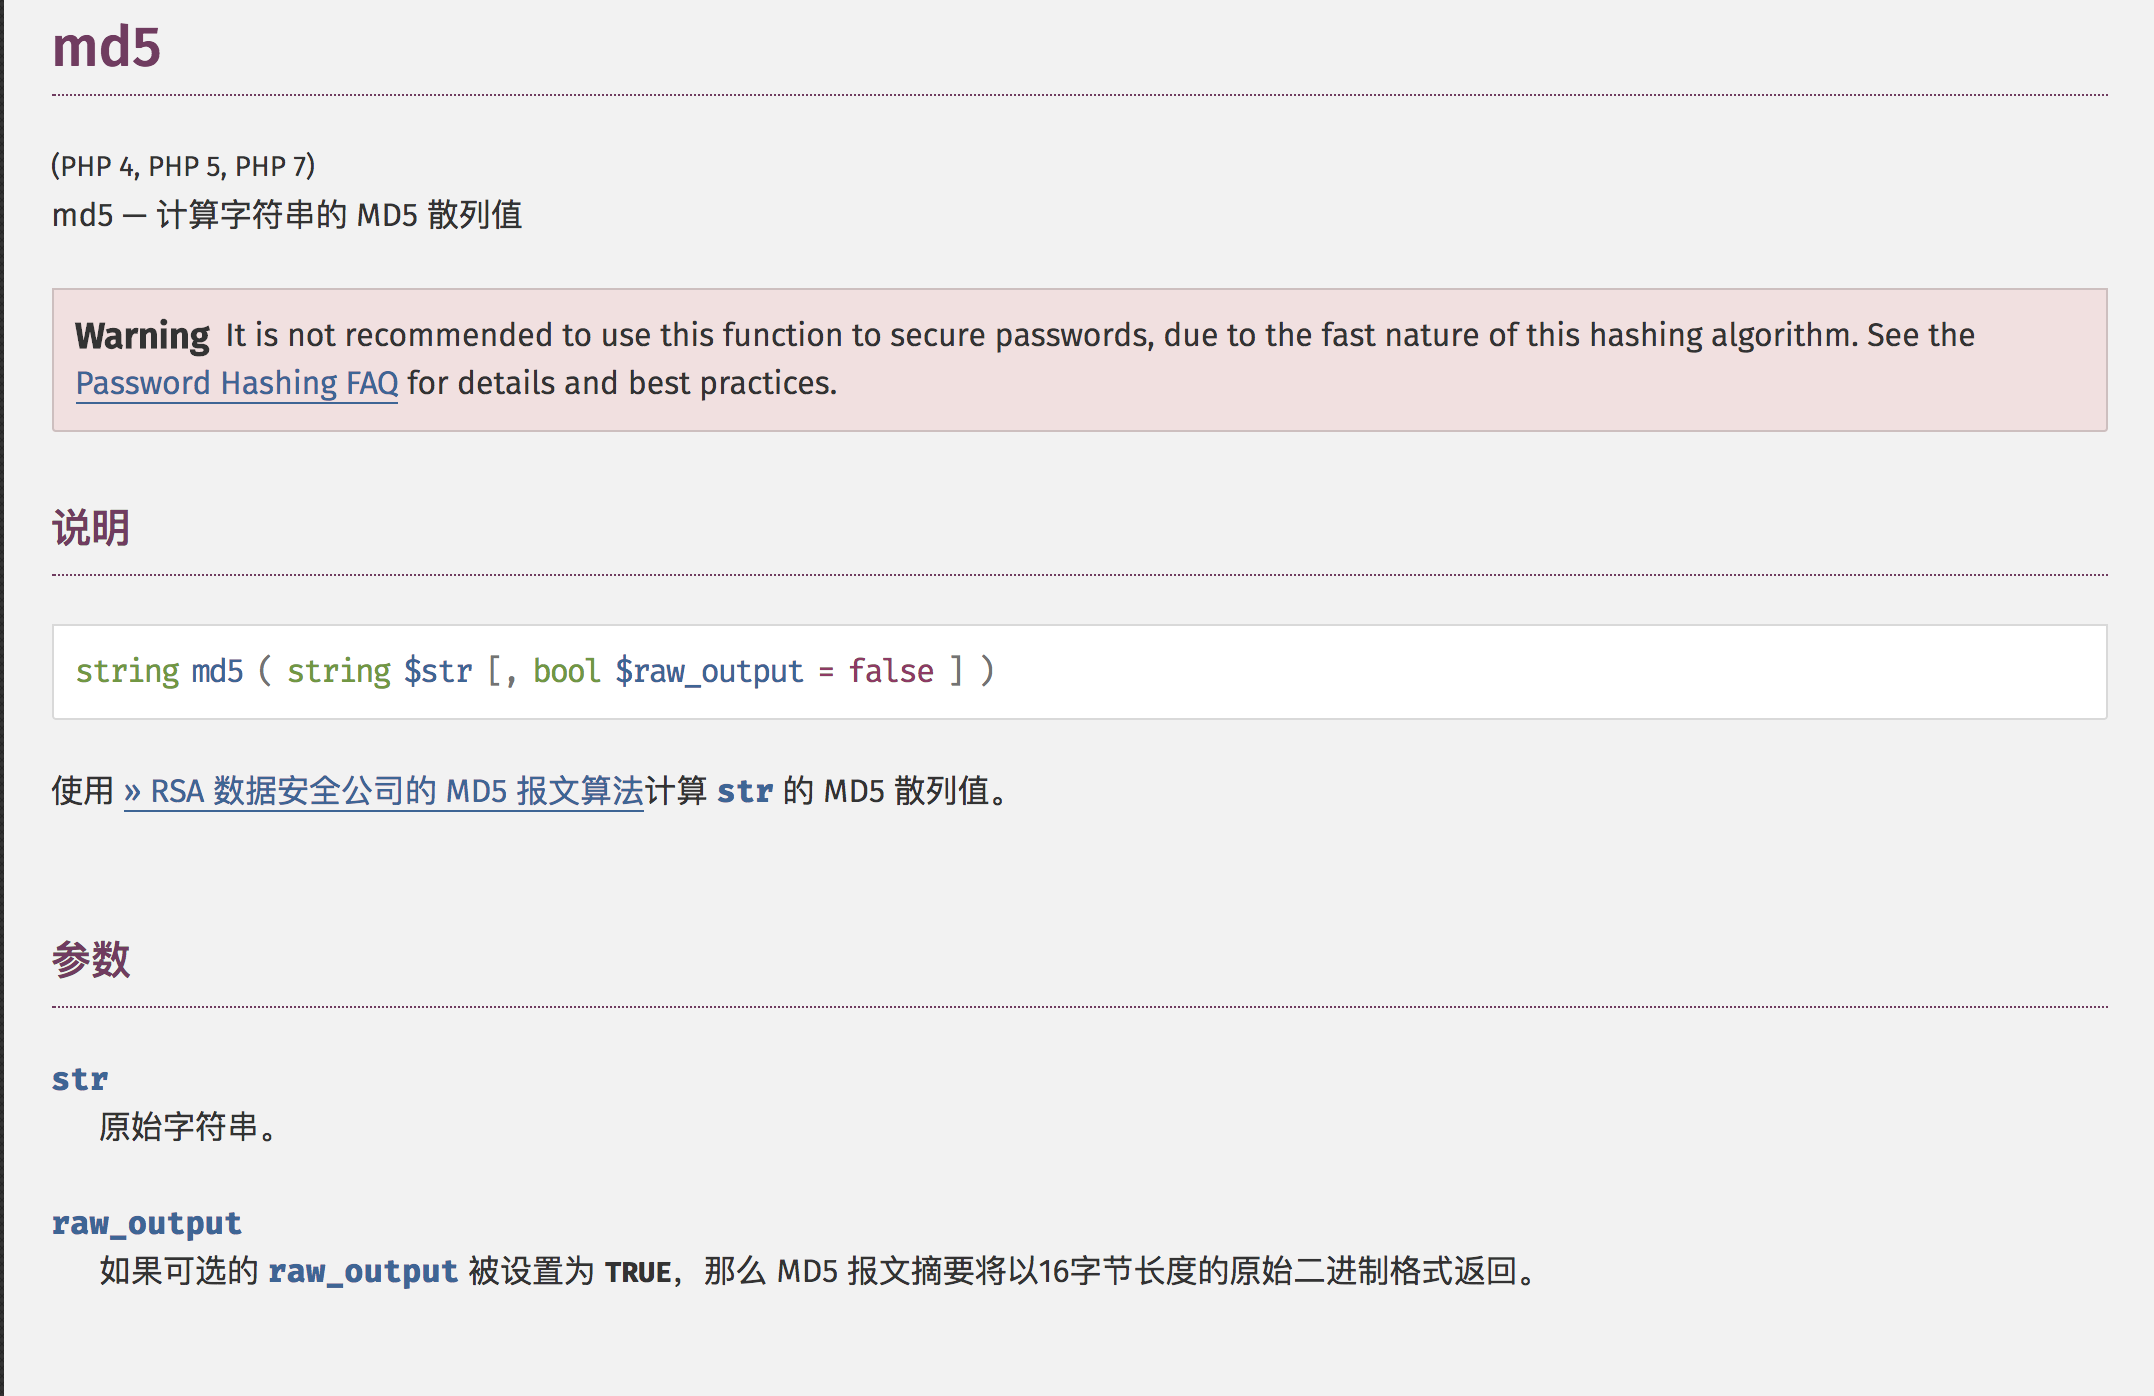 md5
(PHP 4, PHP 5, PHP 7)
md5 — 计算字符串的 MD5 散列值
Warning It is not recommended to use this function to secure passwords, due to the fast nature of this hashing algorithm. See the
Password Hashing FAQ for details and best practices.
说明
string md5 ( string $str [, bool $raw_output = false ] )
使用 » RSA 数据安全公司的 MD5 报文算法计算 str 的 MD5 散列值。
参数
str
原始字符串。
raw_output
如果可选的 raw_output 被设置为 TRUE，那么 MD5 报文摘要将以16字节长度的原始二进制格式返回。